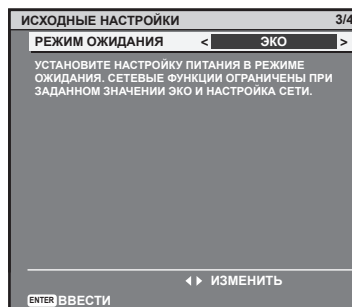 ИСХОДНЫЕ НАСТРОЙКИ 3/4
РЕЖИМ ОЖИДАНИЯ < ЭКО >
УСТАНОВИТЕ НАСТРОЙКУ ПИТАНИЯ В РЕЖИМЕ
ОЖИДАНИЯ. СЕТЕВЫЕ ФУНКЦИИ ОГРАНИЧЕНЫ ПРИ
ЗАДАННОМ ЗНАЧЕНИИ ЭКО И НАСТРОЙКА СЕТИ.
◀▶ ИЗМЕНИТЬ
ENTER ВВЕСТИ